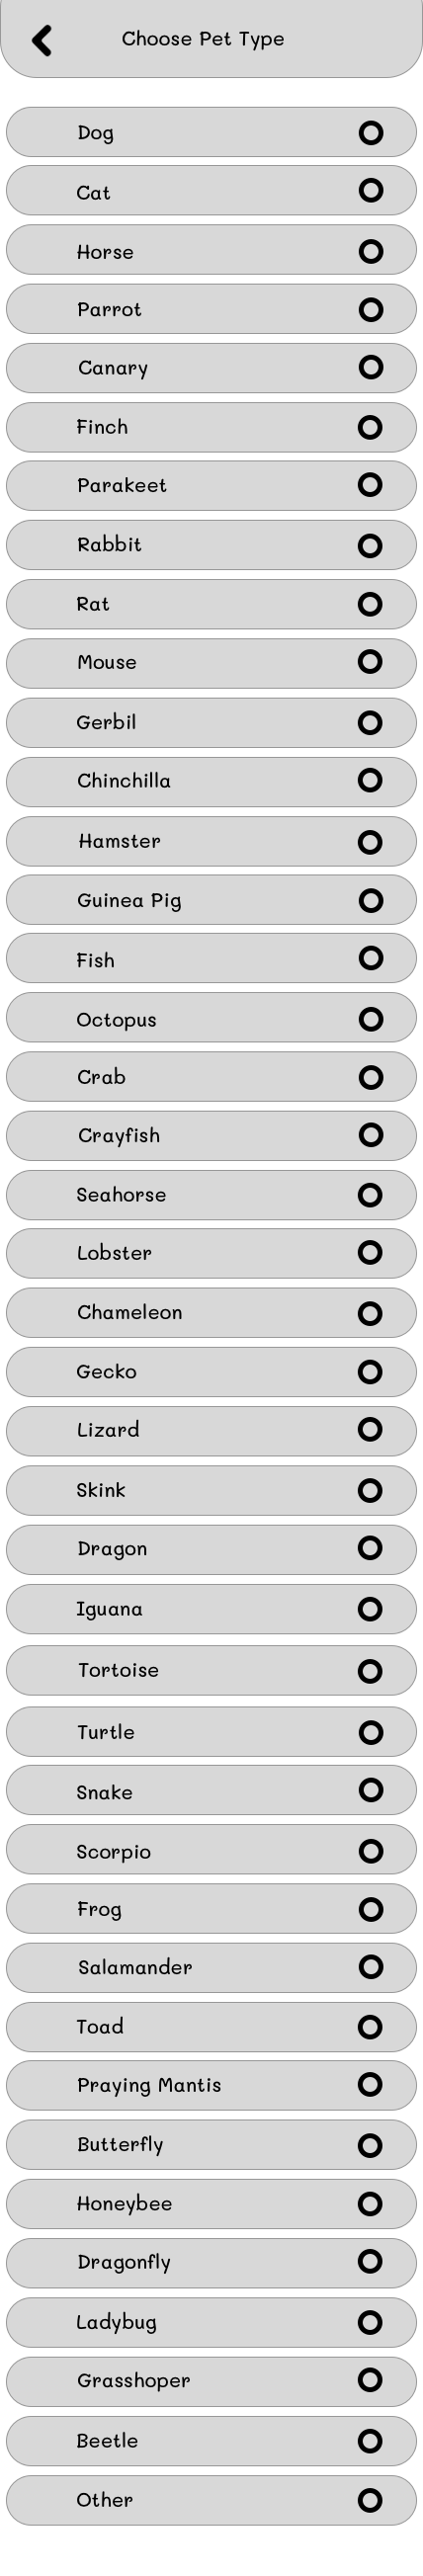 Choose Pet Type
Dog
Cat
Horse
Parrot
Canary
Finch
Parakeet
Rabbit
Rat
Mouse
Gerbil
Chinchilla
Hamster
Guinea Pig
Fish
Octopus
Crab
Crayfish
Seahorse
Lobster
Chameleon
Gecko
Lizard
Skink
Dragon
Iguana
Tortoise
Turtle
Snake
Scorpio
Frog
Salamander
Toad
Praying Mantis
Butterfly
Honeybee
Dragonfly
Ladybug
Grasshoper
Beetle
Other